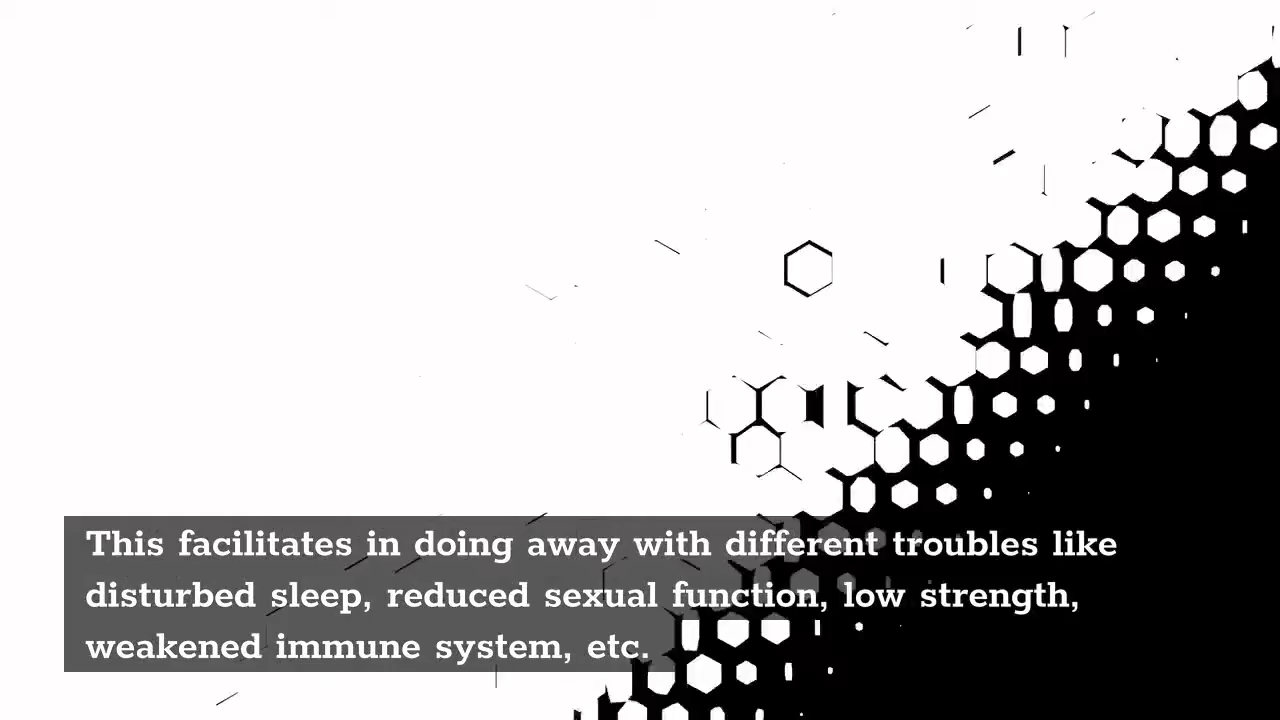 This facilitates in doing away with different troubles like
disturbed sleep, reduced sexual function, low strength,
weakened immune system, etc.